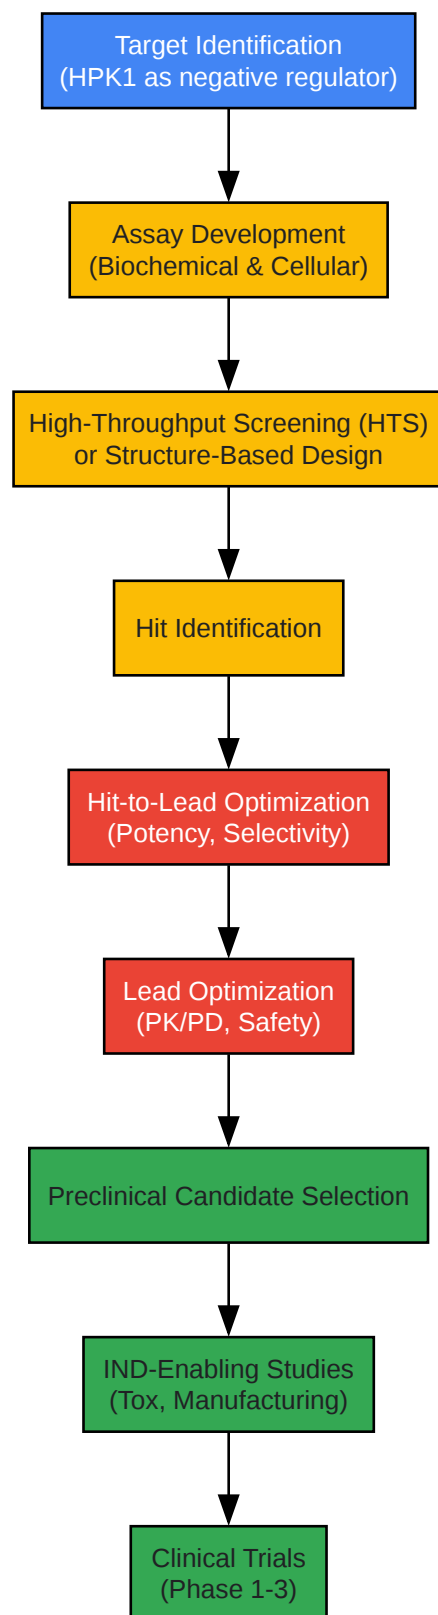 Target Identification
(HPK1 as negative regulator)
Assay Development
(Biochemical & Cellular)
High-Throughput Screening (HTS)
or Structure-Based Design
Hit Identification
Hit-to-Lead Optimization
(Potency, Selectivity)
Lead Optimization
(PK/PD, Safety)
Preclinical Candidate Selection
IND-Enabling Studies
(Tox, Manufacturing)
Clinical Trials
(Phase 1-3)